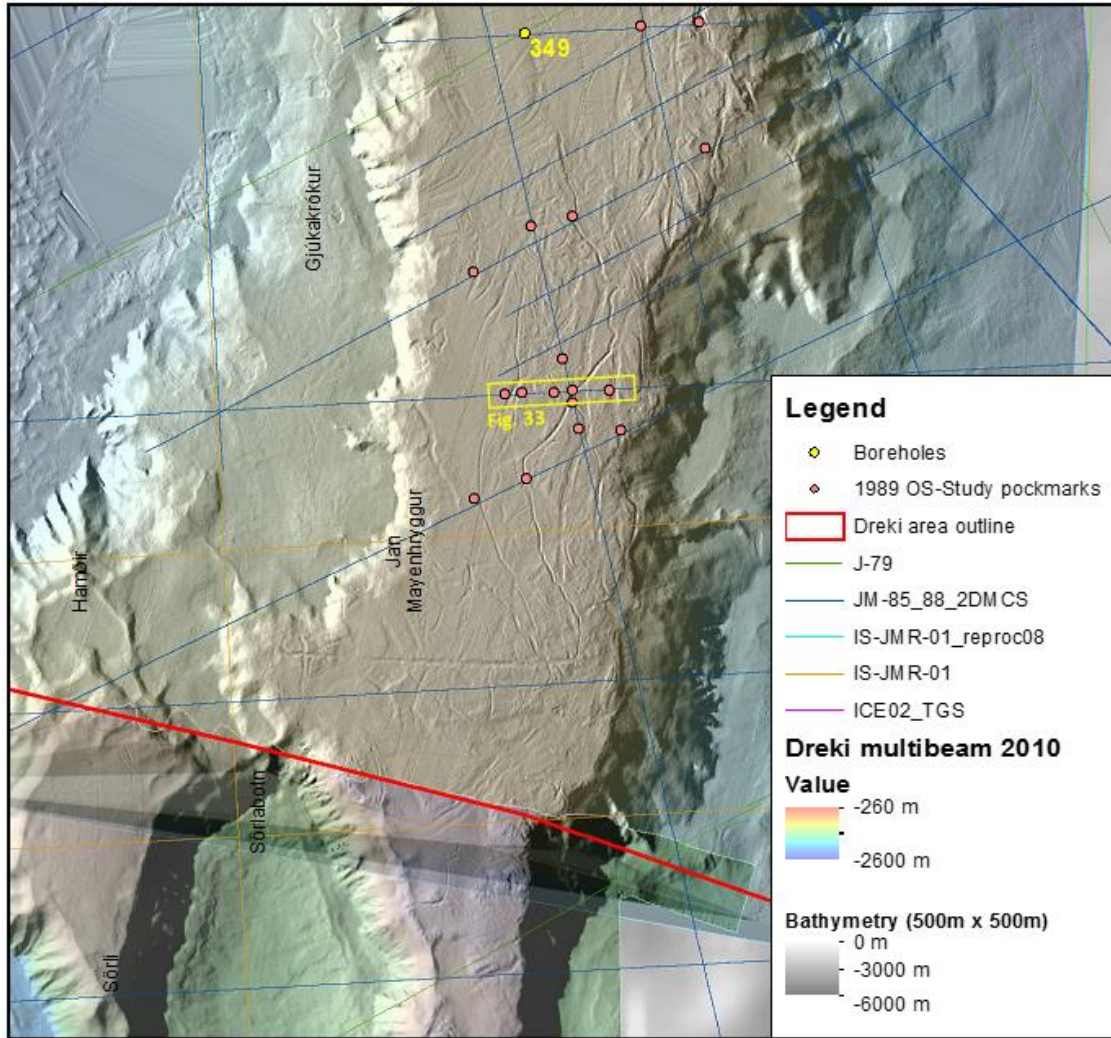 349
Gjúkakrókur
Fig. 33
Jan
Mayenhryggur
Hamðir
Sörlabotn
Sörli
Legend
Boreholes
1989 OS-Study pockmarks
Dreki area outline
J-79
JM-85_88_2DMCS
IS-JMR-01_reproc08
IS-JMR-01
ICE02_TGS
Dreki multibeam 2010
Value
-260 m
-2600 m
Bathymetry (500m x 500m)
0 m
-3000 m
-6000 m